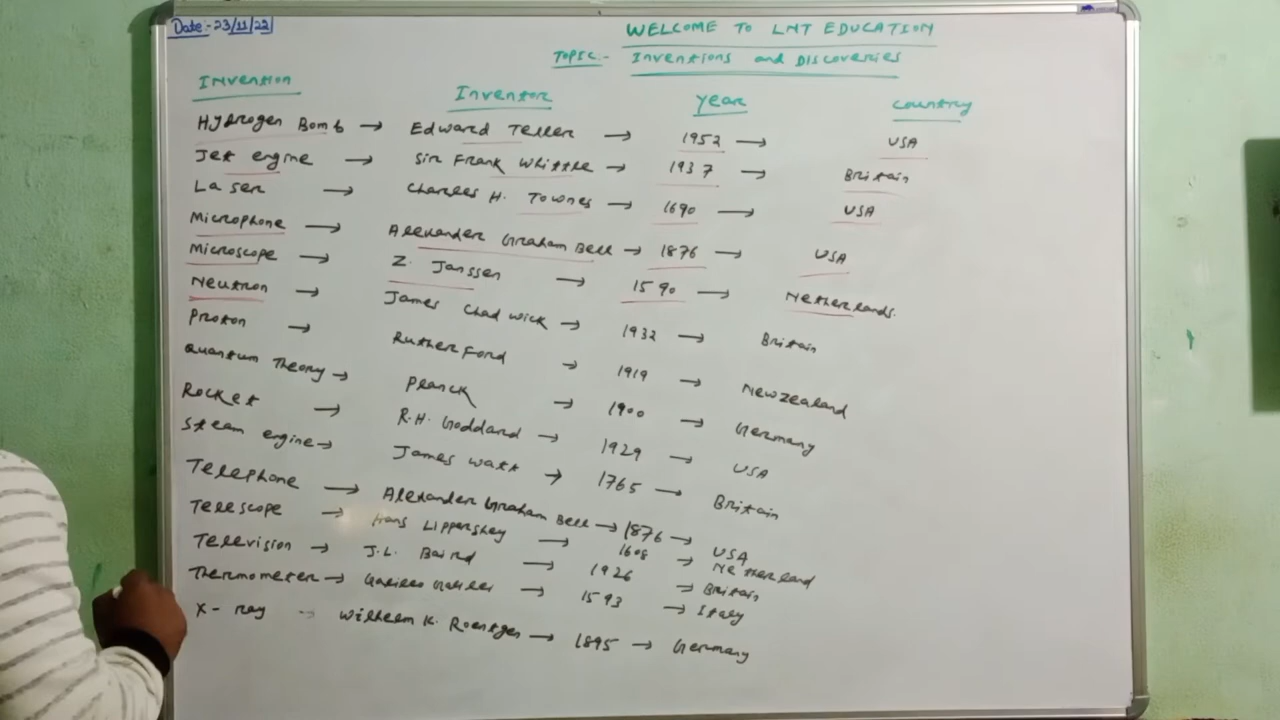 Date:- 23/11/22
WELCOME TO LNT EDUCATION
TOPIC:- Inventions and Discoveries
Invention Inventor Year Country
Hydrogen Bomb → Edward Teller → 1952 → USA
Jet engine → Sir Frank Whittle → 1937 → Britain
Laser → Charles H. Townes → 1690 → USA
Microphone → Alexander Graham Bell → 1876 → USA
Microscope → Z. Janssen → 1590 → Netherlands.
Neutron → James Chadwick → 1932 → Britain
Proton → Rutherford → 1919 → Newzealand
Quantum Theory → Planck → 1900 → Germany
Rocket → R.H. Goddard → 1929 → USA
Steam engine → James Watt → 1765 → Britain
Telephone → Alexander Graham Bell → 1876 → USA
Telescope → Hans Lippershey → 1608 → Netherland
Television → J.L. Baird → 1926 → Britain
Thermometer → Galileo Galilei → 1593 → Italy
X-ray → Wilhelm K. Roentgen → 1895 → Germany